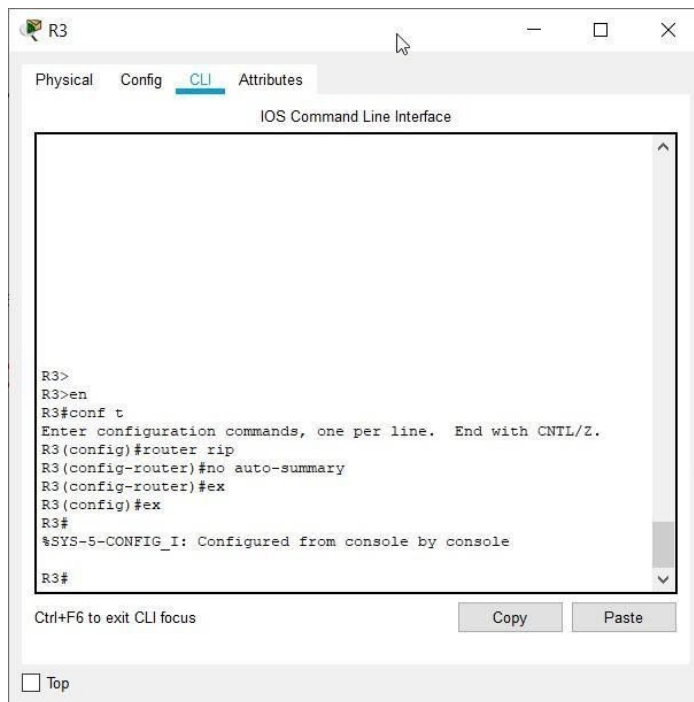 R3
Physical Config CLI Attributes
IOS Command Line Interface
R3>
R3>en
R3#conf t
Enter configuration commands, one per line.  End with CNTL/Z.
R3(config)#router rip
R3(config-router)#no auto-summary
R3(config-router)#ex
R3(config)#ex
R3#
%SYS-5-CONFIG_I: Configured from console by console
R3#
Ctrl+F6 to exit CLI focus
Copy Paste
Top